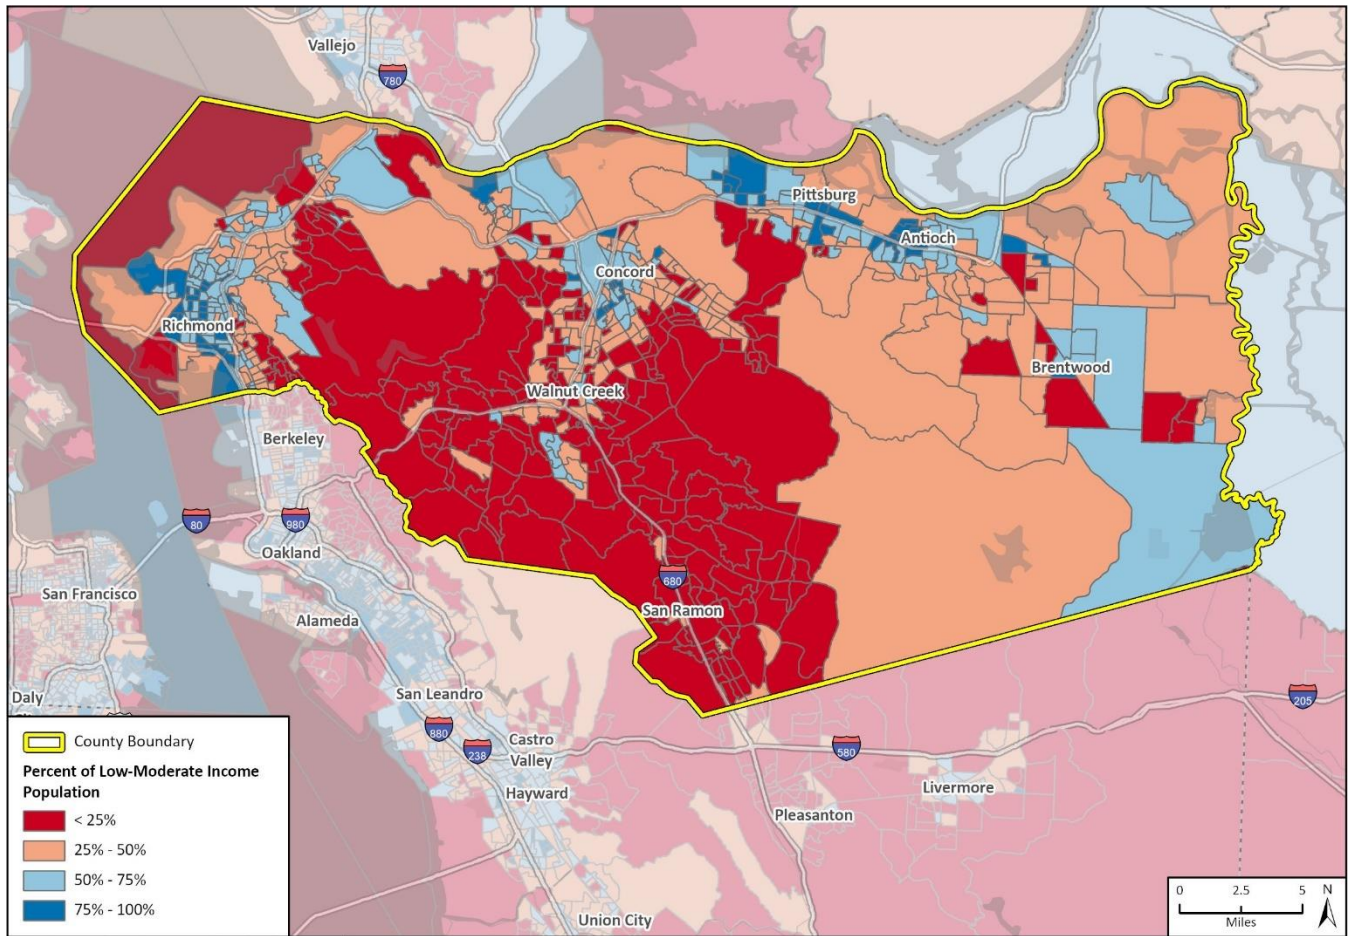 Vallejo
780
Pittsburg
Antioch
Concord
Richmond
Brentwood
Walnut Creek
Berkeley
80
980
Oakland
680
San Francisco
San Ramon
Alameda
Daly
San Leandro
205
880
238
Castro
Valley
580
Hayward
Livermore
Pleasanton
Union City
County Boundary
Percent of Low-Moderate Income
Population
< 25%
25% - 50%
50% - 75%
75% - 100%
0 2.5 5
Miles
N